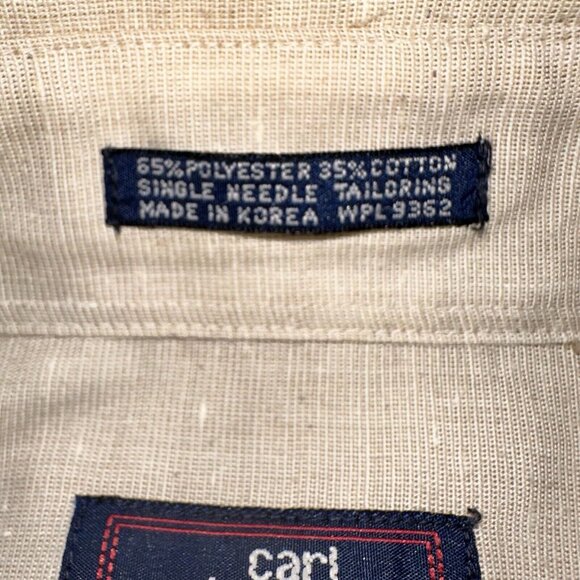 65% POLYESTER 35% COTTON
SINGLE NEEDLE TAILORING
MADE IN KOREA WPL 9362
carl